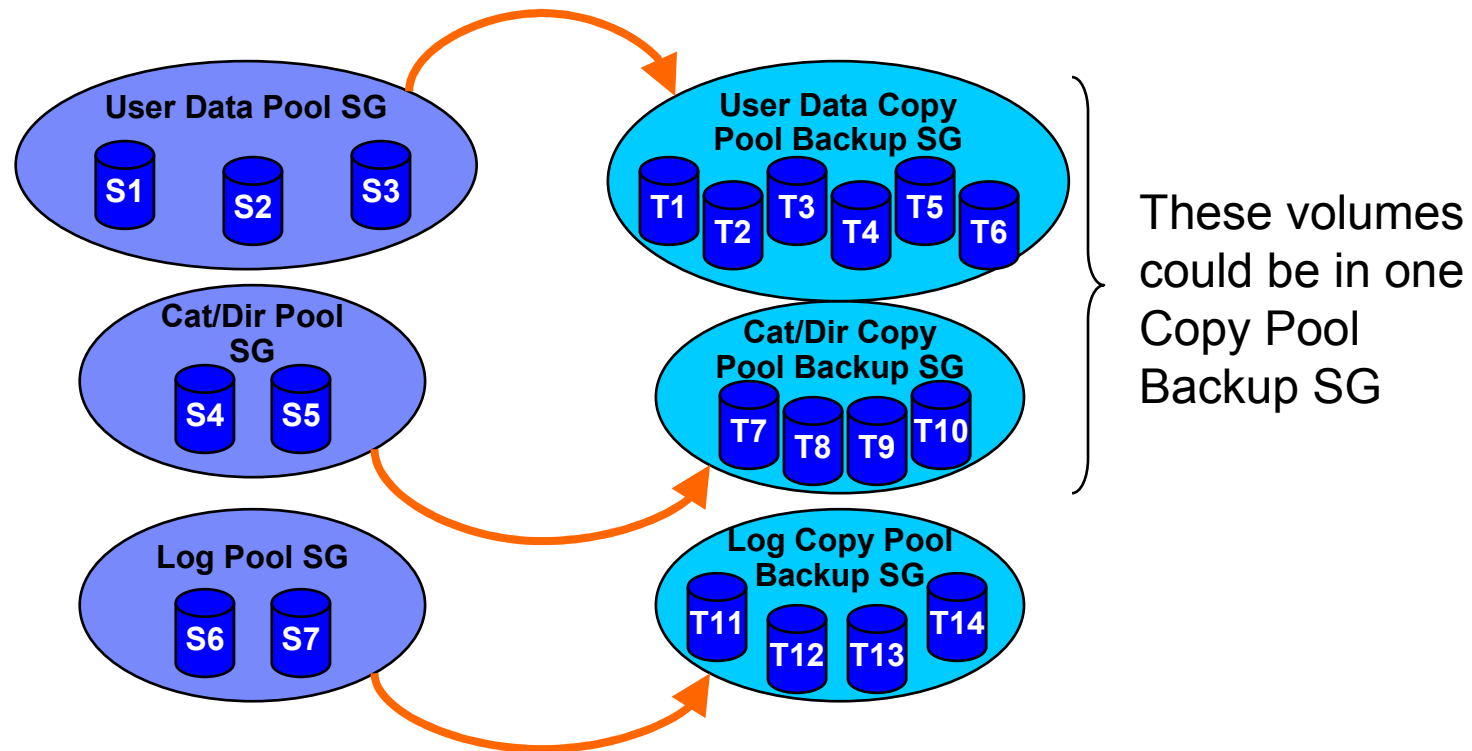 User Data Pool SG
S1
S2
S3
User Data Copy
Pool Backup SG
T1
T2
T3
T4
T5
T6
Cat/Dir Pool
SG
S4
S5
Cat/Dir Copy
Pool Backup SG
T7
T8
T9
T10
Log Pool SG
S6
S7
Log Copy Pool
Backup SG
T11
T12
T13
T14
These volumes
could be in one
Copy Pool
Backup SG